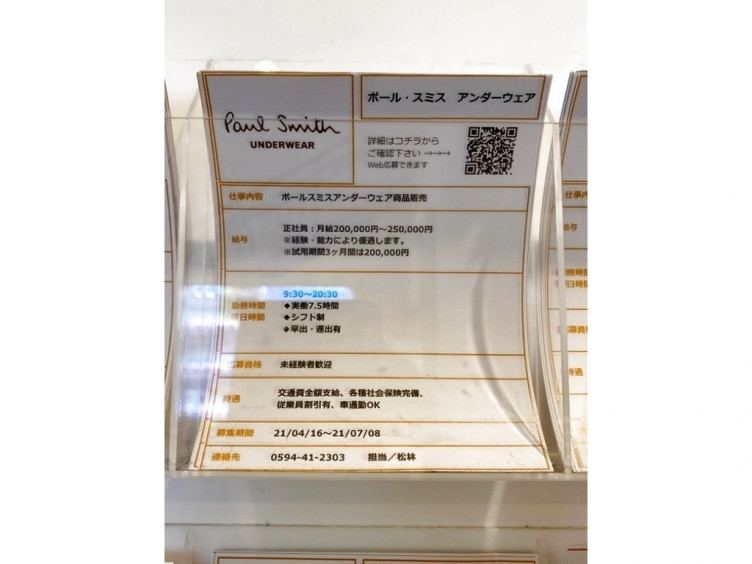 Paul Smith
UNDERWEAR
ポール・スミス アンダーウェア
詳細はコチラから
ご確認下さい →→→
Web応募できます
仕事内容 ポールスミスアンダーウェア商品販売
給与
正社員:月給200,000円~250,000円
※経験・能力により優遇します。
※試用期間3ヶ月間は200,000円
勤務時間
曜日時間
9:30~20:30
◆実働7.5時間
◆シフト制
◆早出・遅出有
応募資格 未経験者歓迎
待遇
交通費全額支給、各種社会保険完備、
従業員割引有、車通勤OK
募集期間 21/04/16~21/07/08
連絡先 0594-41-2303 担当/松林